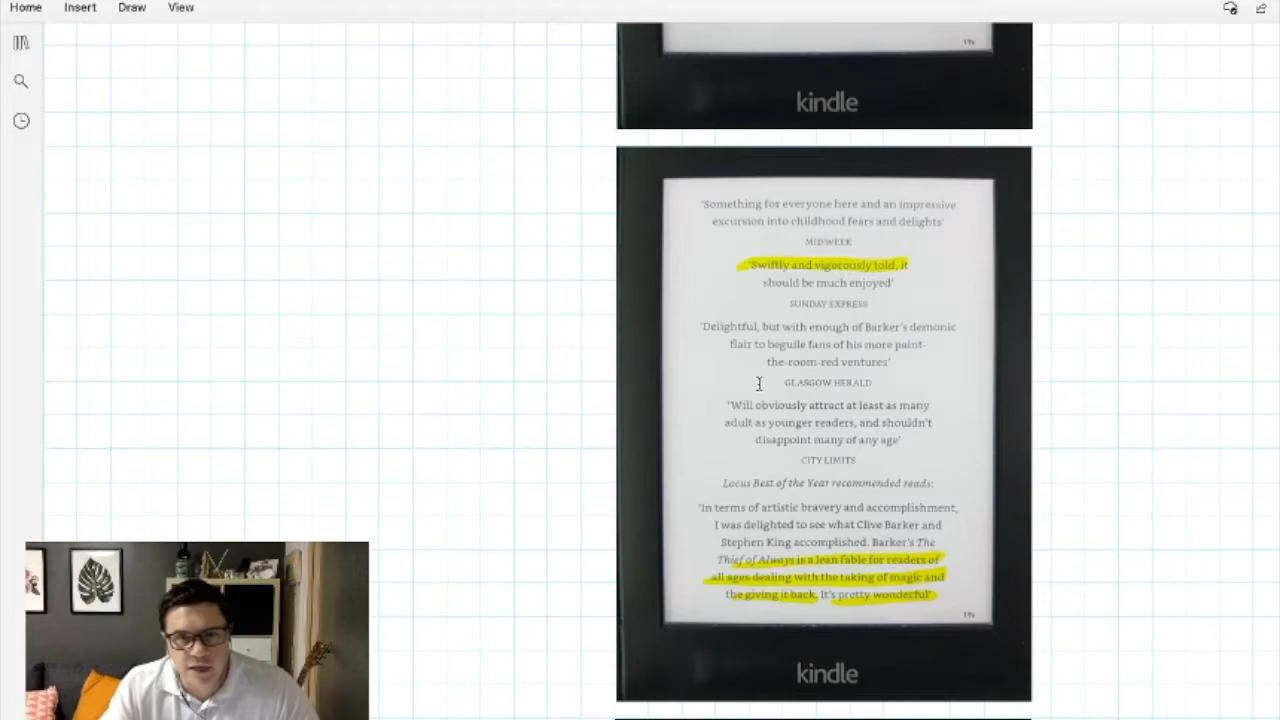 Home Insert Draw View
1%
kindle
'Something for everyone here and an impressive
excursion into childhood fears and delights'
MIDWEEK
'Swiftly and vigorously told, it
should be much enjoyed'
SUNDAY EXPRESS
'Delightful, but with enough of Barker's demonic
flair to beguile fans of his more paint-
the-room-red ventures'
GLASGOW HERALD
'Will obviously attract at least as many
adult as younger readers, and shouldn't
disappoint many of any age'
CITY LIMITS
Locus Best of the Year recommended reads:
'In terms of artistic bravery and accomplishment,
I was delighted to see what Clive Barker and
Stephen King accomplished. Barker's The
Thief of Always is a lean fable for readers of
all ages dealing with the taking of magic and
the giving it back. It's pretty wonderful'
1%
kindle